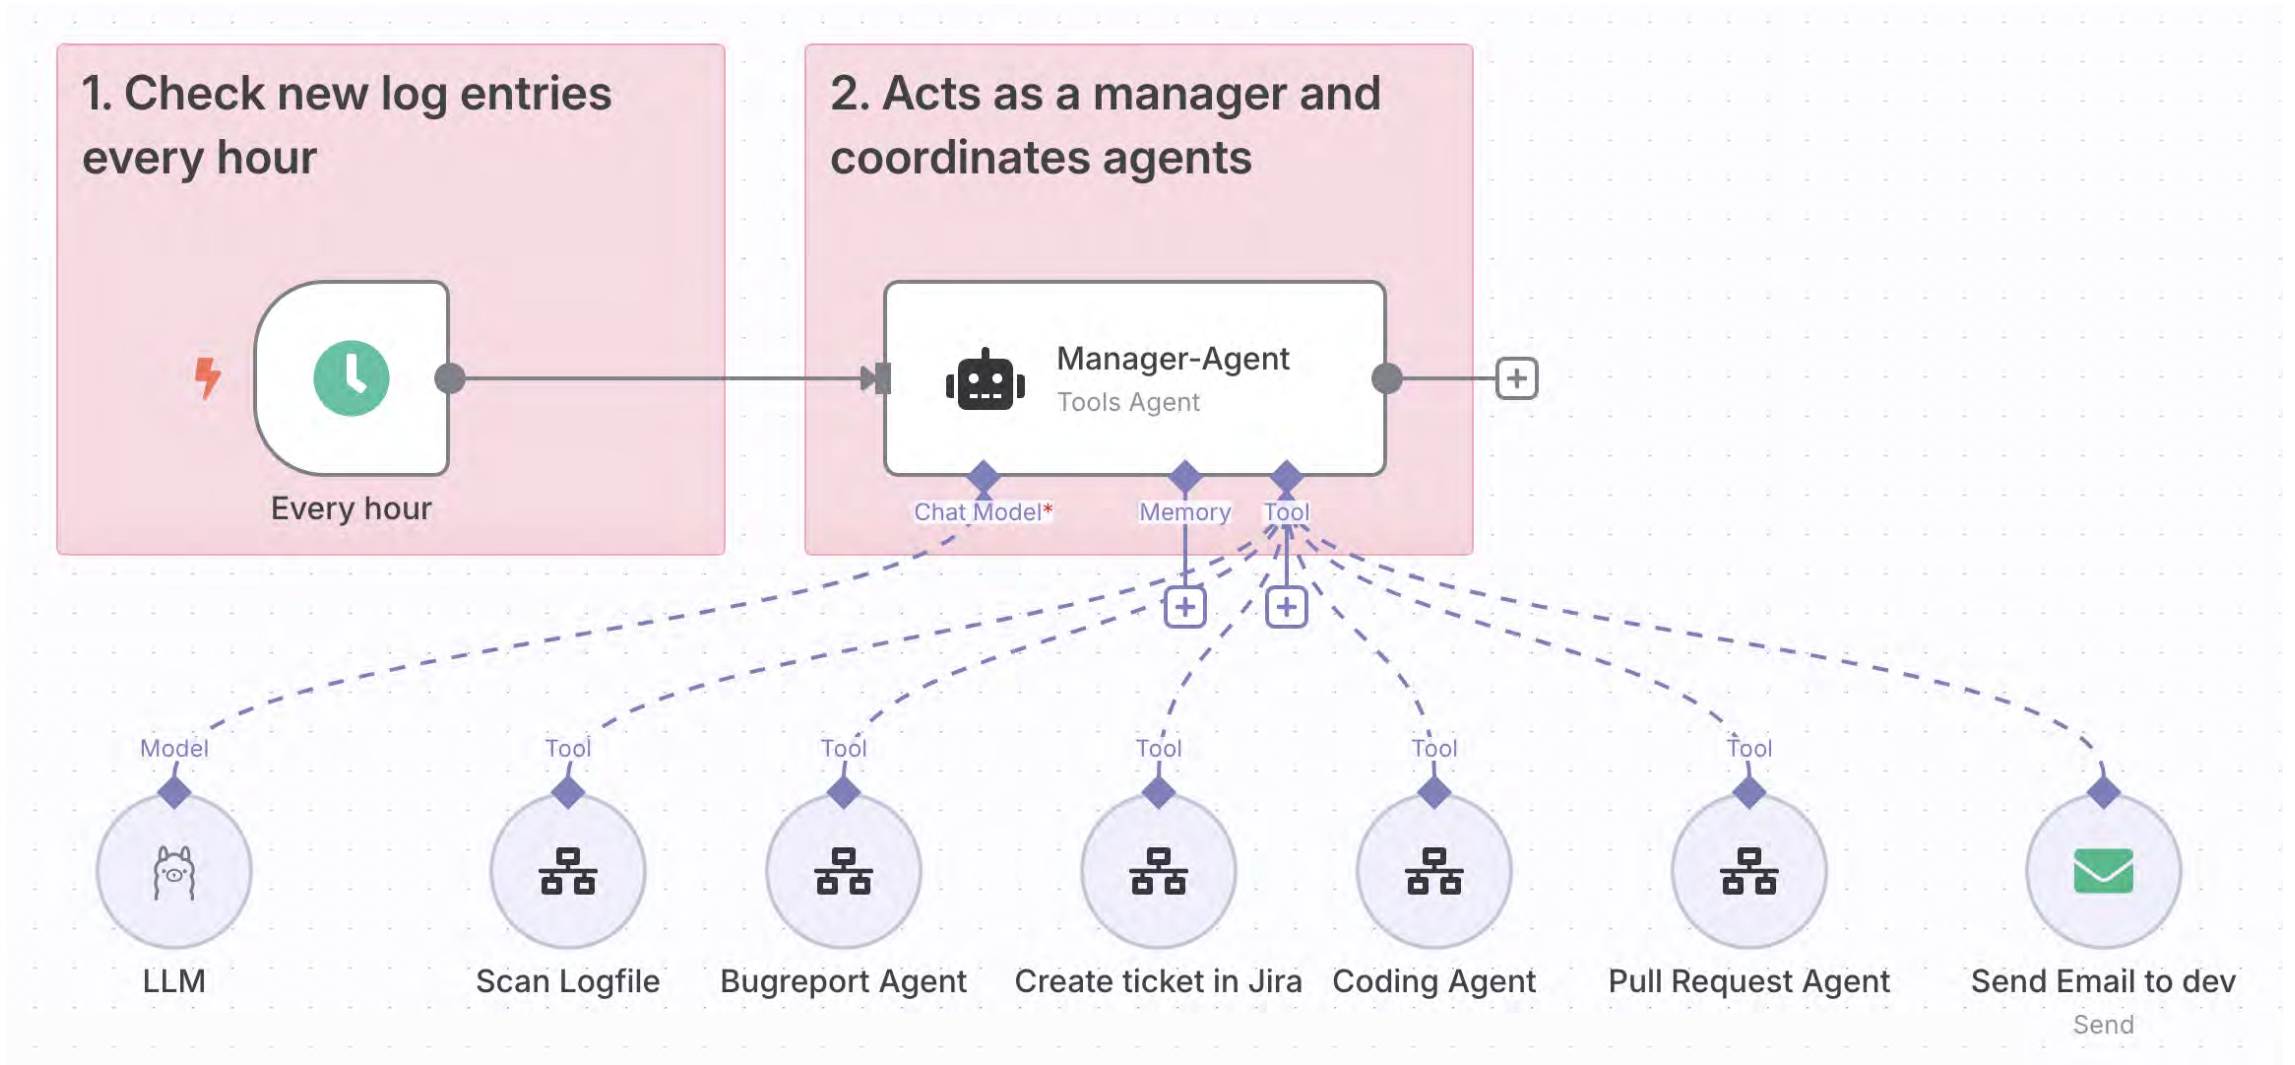 1. Check new log entries
every hour
2. Acts as a manager and
coordinates agents
Every hour
Manager-Agent
Tools Agent
Chat Model*
Memory
Tool
Model
Tool
Tool
Tool
Tool
Tool
LLM
Scan Logfile
Bugreport Agent
Create ticket in Jira
Coding Agent
Pull Request Agent
Send Email to dev
Send